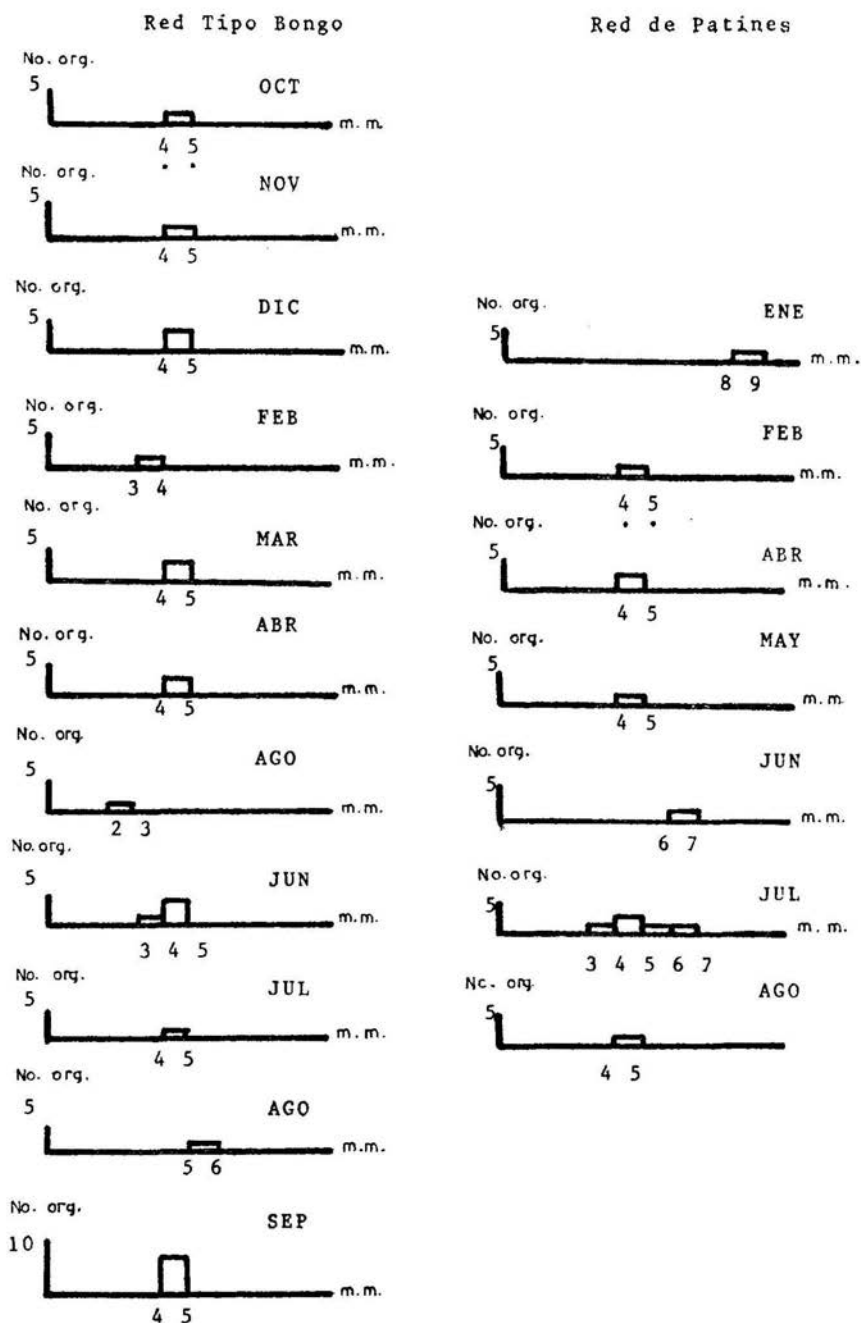 Red Tipo Bongo
No. org.
5
OCT
m.m.
4 5
No. org.
5
NOV
m.m.
4 5
No. org.
5
DIC
m.m.
4 5
No. org.
5
FEB
m.m.
3 4
No. org.
5
MAR
m.m.
4 5
No. org.
5
ABR
m.m.
4 5
No. org.
5
AGO
m.m.
2 3
No. org.
5
JUN
m.m.
3 4 5
No. org.
5
JUL
m.m.
4 5
No. org.
5
AGO
m.m.
5 6
No. org.
10
SEP
m.m.
4 5
Red de Patines
No. org.
5
ENE
m.m.
8 9
No. org.
5
FEB
m.m.
4 5
No. org.
5
ABR
m.m.
4 5
No. org.
5
MAY
m.m
4 5
No. org.
5
JUN
m.m.
6 7
No. org.
5
JUL
m.m.
3 4 5 6 7
Nc. org
5
AGO
4 5